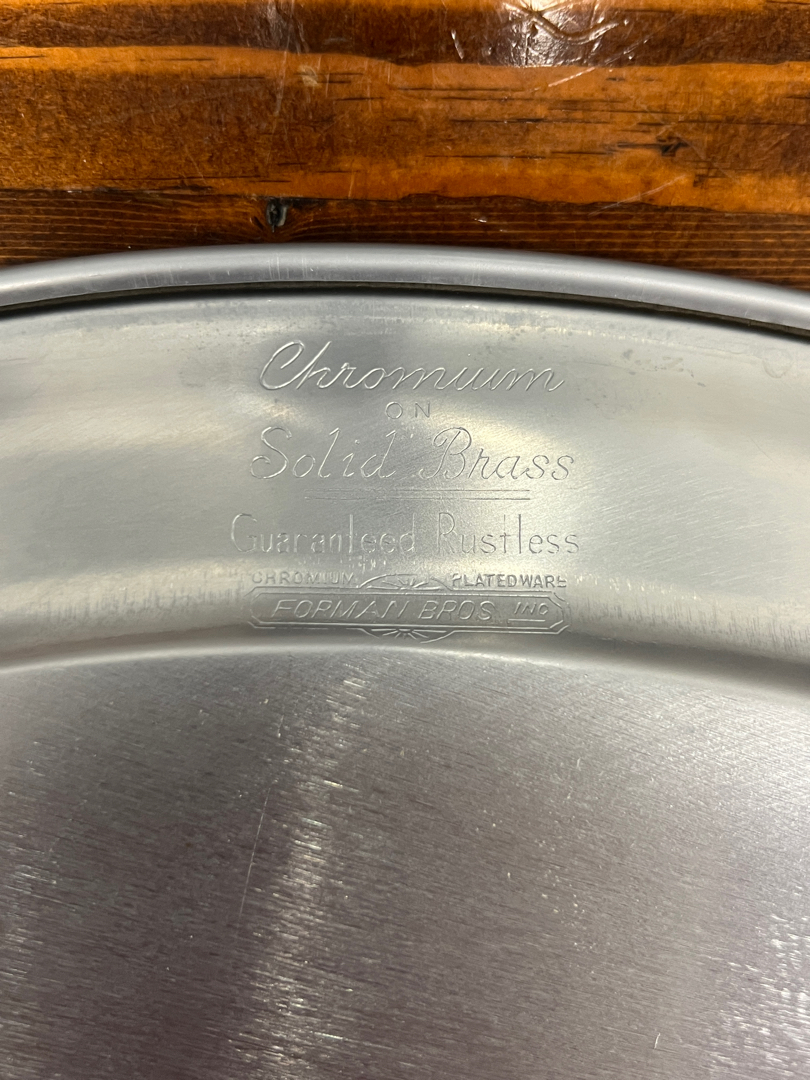 Chromium
ON
Solid Brass
Guaranteed Rustless
CHROMIUM PLATEDWARE
FORMAN BROS. INC